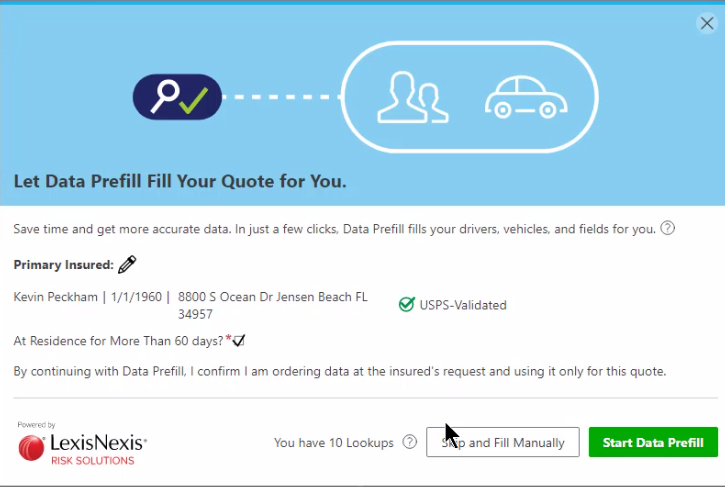 Let Data Prefill Fill Your Quote for You.
Save time and get more accurate data. In just a few clicks, Data Prefill fills your drivers, vehicles, and fields for you. ?
Primary Insured:
Kevin Peckham | 1/1/1960 | 8800 S Ocean Dr Jensen Beach FL
34957
USPS-Validated
At Residence for More Than 60 days? *
By continuing with Data Prefill, I confirm I am ordering data at the insured's request and using it only for this quote.
Powered by
LexisNexis
RISK SOLUTIONS
You have 10 Lookups ?
Skip and Fill Manually
Start Data Prefill